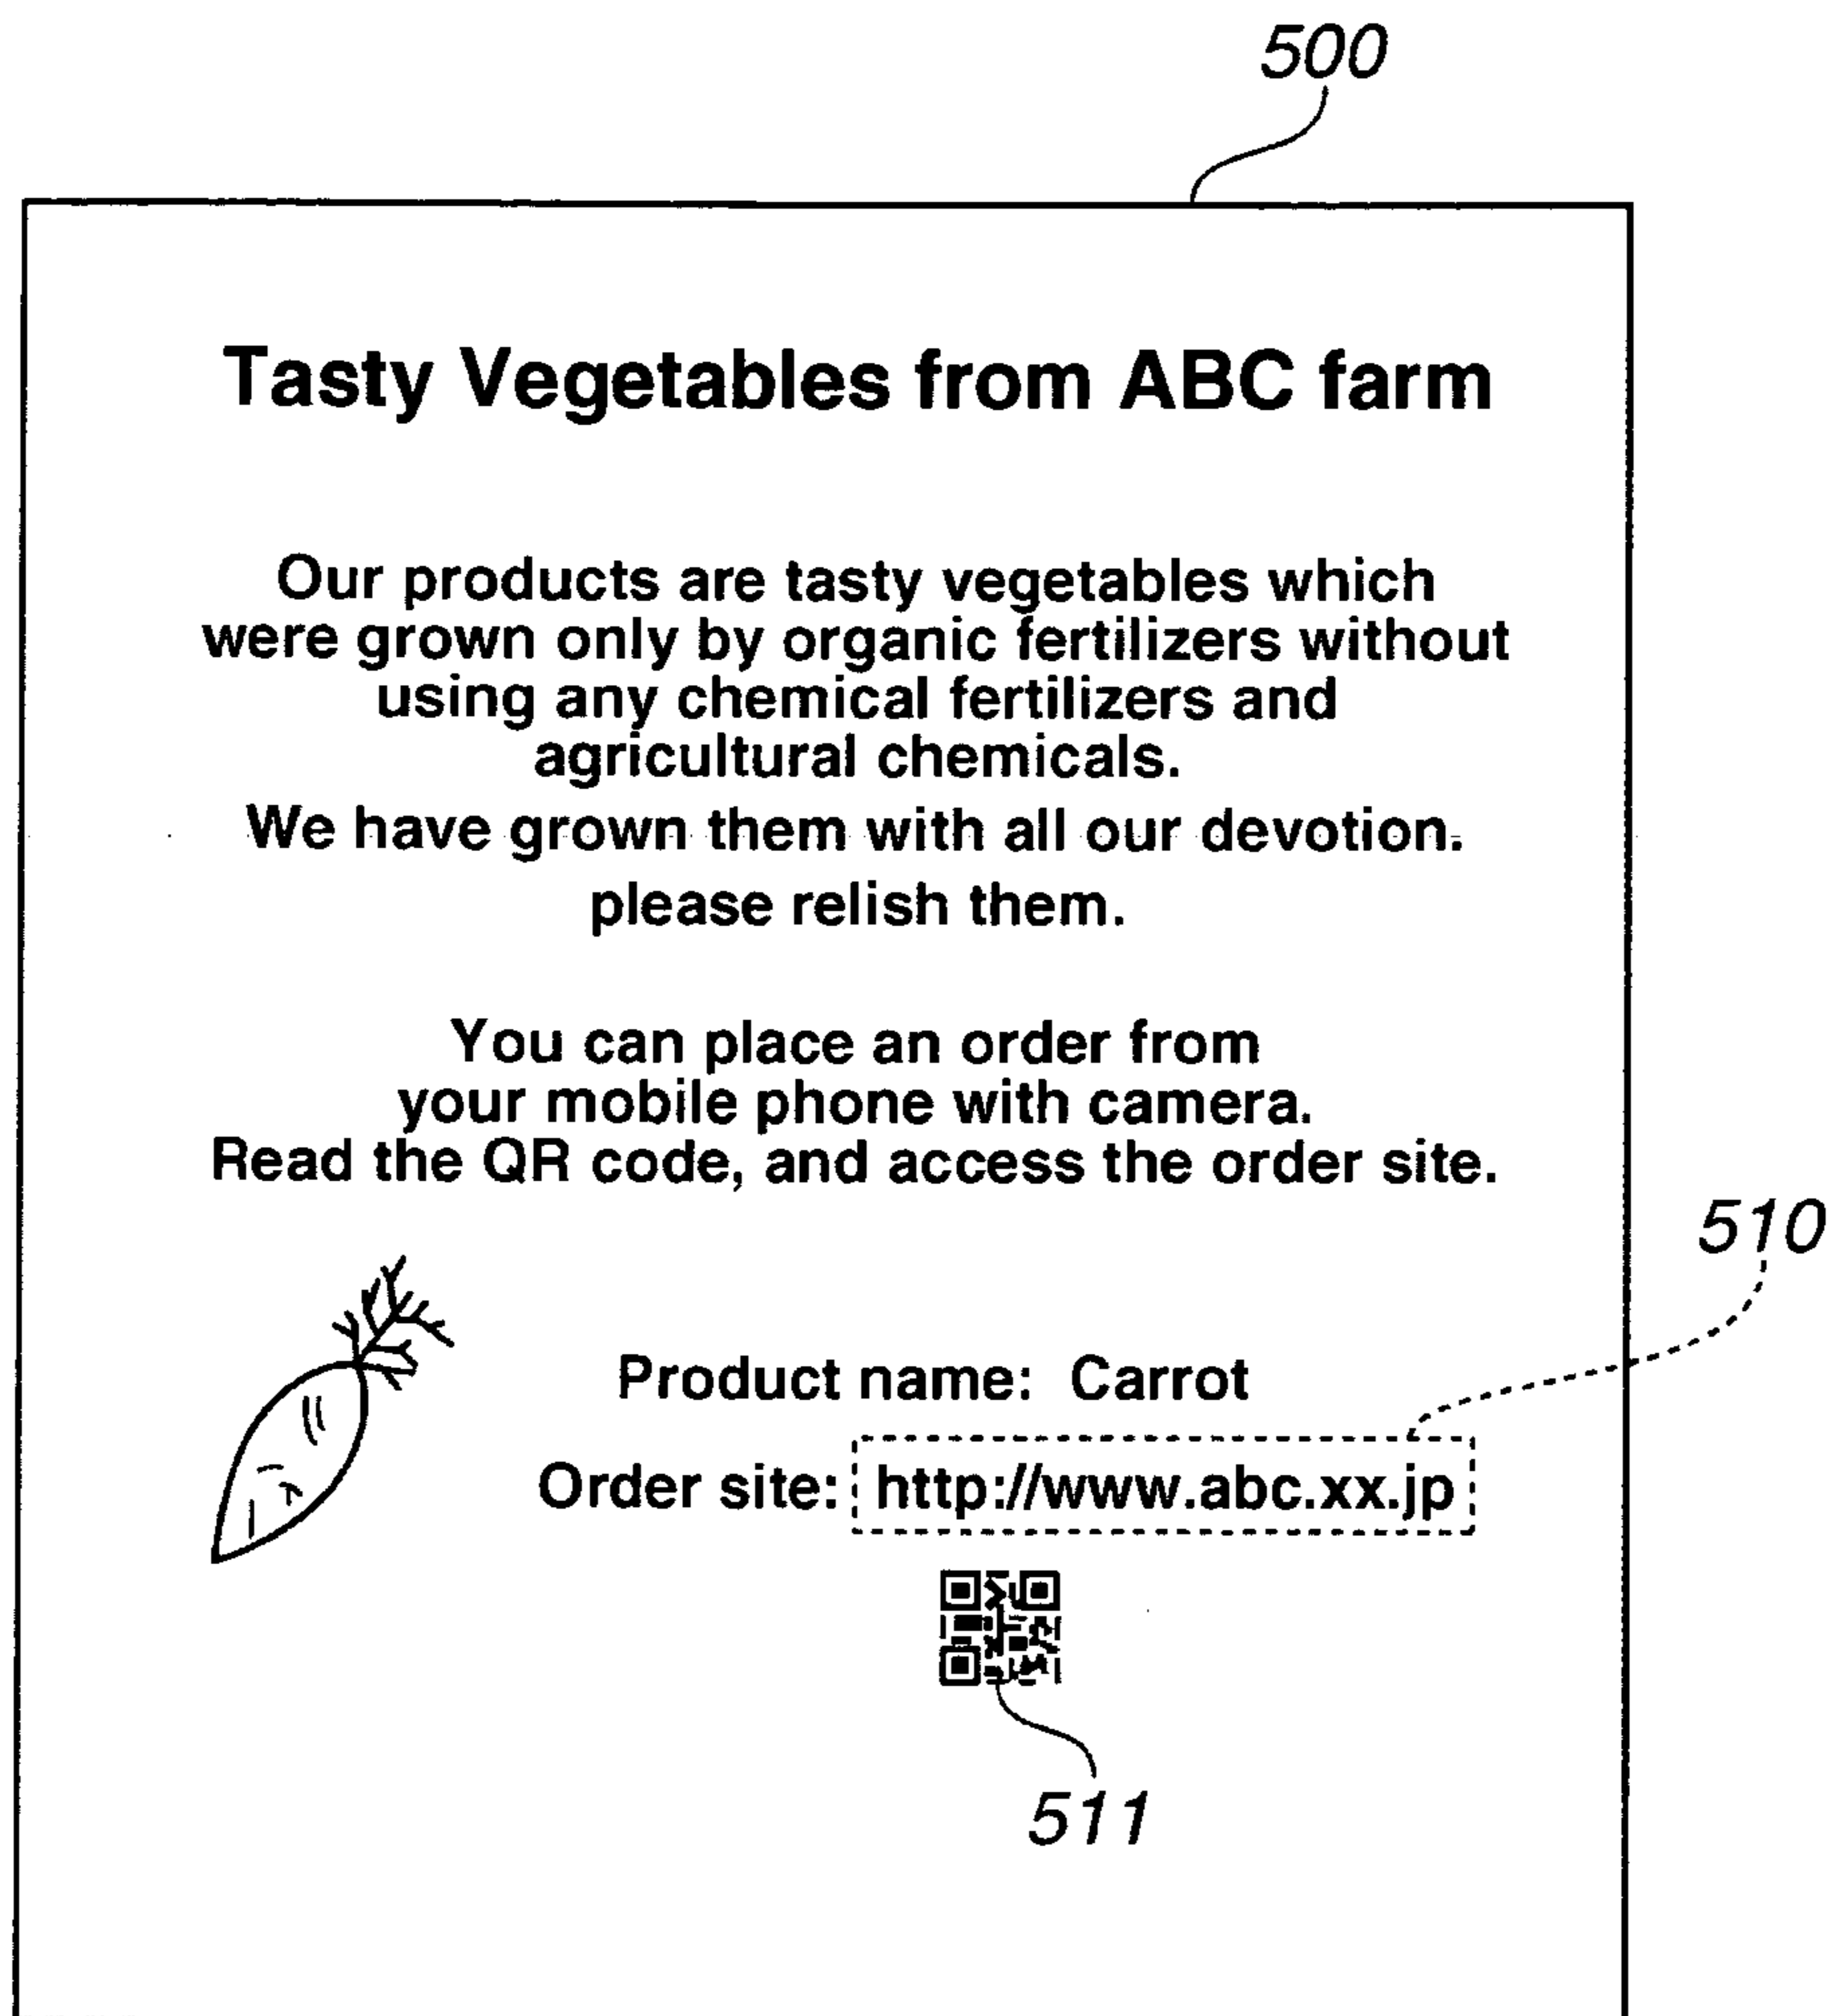 500
Tasty Vegetables from ABC farm
Our products are tasty vegetables which
were grown only by organic fertilizers without
using any chemical fertilizers and
agricultural chemicals.
We have grown them with all our devotion.
please relish them.
You can place an order from
your mobile phone with camera.
Read the QR code, and access the order site.
510
Product name: Carrot
Order site: http://www.abc.xx.jp
511